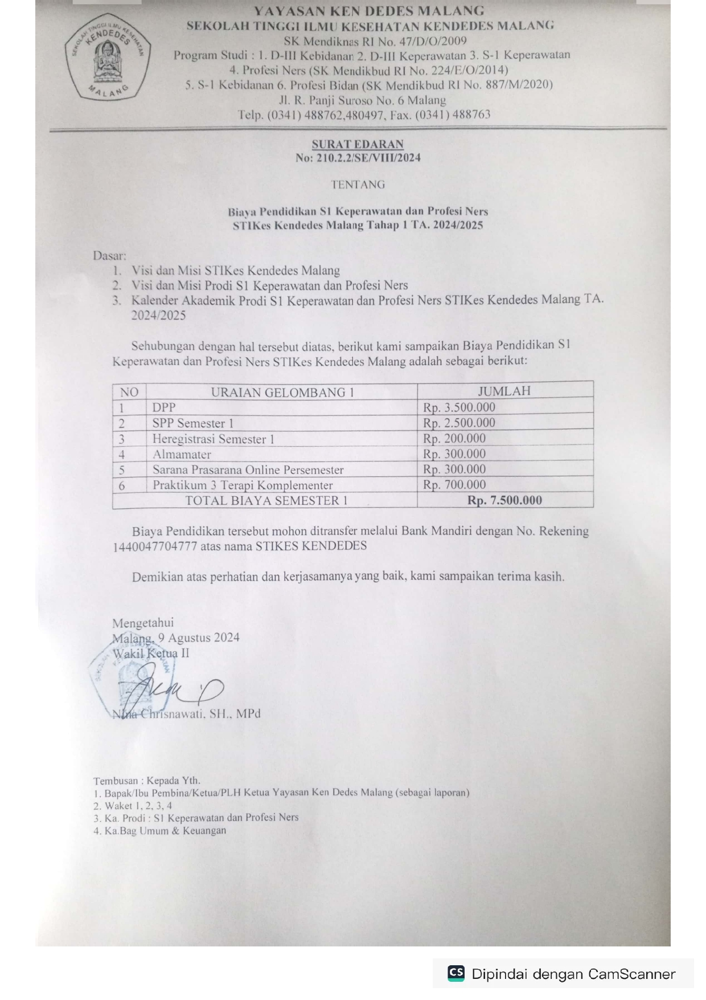 SEKOLAH TINGGI ILMU KESEHATAN
KENDEDES
MALANG
YAYASAN KEN DEDES MALANG
SEKOLAH TINGGI ILMU KESEHATAN KENDEDES MALANG
SK Mendiknas RI No. 47/D/O/2009
Program Studi : 1. D-III Kebidanan 2. D-III Keperawatan 3. S-1 Keperawatan
4. Profesi Ners (SK Mendikbud RI No. 224/E/O/2014)
5. S-1 Kebidanan 6. Profesi Bidan (SK Mendikbud RI No. 887/M/2020)
Jl. R. Panji Suroso No. 6 Malang
Telp. (0341) 488762,480497, Fax. (0341) 488763
SURAT EDARAN
No: 210.2.2/SE/VIII/2024
TENTANG
Biaya Pendidikan S1 Keperawatan dan Profesi Ners
STIKes Kendedes Malang Tahap 1 TA. 2024/2025
Dasar:
1. Visi dan Misi STIKes Kendedes Malang
2. Visi dan Misi Prodi S1 Keperawatan dan Profesi Ners
3. Kalender Akademik Prodi S1 Keperawatan dan Profesi Ners STIKes Kendedes Malang TA.
2024/2025
Sehubungan dengan hal tersebut diatas, berikut kami sampaikan Biaya Pendidikan S1
Keperawatan dan Profesi Ners STIKes Kendedes Malang adalah sebagai berikut:
NO URAIAN GELOMBANG 1 JUMLAH
1 DPP Rp. 3.500.000
2 SPP Semester 1 Rp. 2.500.000
3 Heregistrasi Semester 1 Rp. 200.000
4 Almamater Rp. 300.000
5 Sarana Prasarana Online Persemester Rp. 300.000
6 Praktikum 3 Terapi Komplementer Rp. 700.000
TOTAL BIAYA SEMESTER 1 Rp. 7.500.000
Biaya Pendidikan tersebut mohon ditransfer melalui Bank Mandiri dengan No. Rekening
1440047704777 atas nama STIKES KENDEDES
Demikian atas perhatian dan kerjasamanya yang baik, kami sampaikan terima kasih.
Mengetahui
Malang, 9 Agustus 2024
Wakil Ketua II
Nina Chrisnawati, SH., MPd
Tembusan : Kepada Yth.
1. Bapak/Ibu Pembina/Ketua/PLH Ketua Yayasan Ken Dedes Malang (sebagai laporan)
2. Waket 1, 2, 3, 4
3. Ka. Prodi : S1 Keperawatan dan Profesi Ners
4. Ka.Bag Umum & Keuangan
CS Dipindai dengan CamScanner